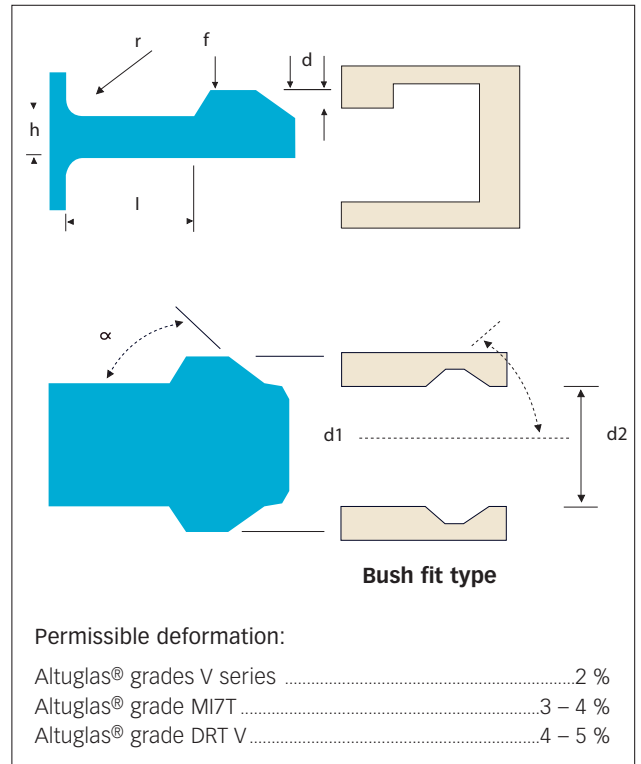 r
f
d
h
l
α
d1
d2
Bush fit type
Permissible deformation:
Altuglas® grades V series ..........................................................2 %
Altuglas® grade MI7T ............................................................3 – 4 %
Altuglas® grade DRT V ..........................................................4 – 5 %